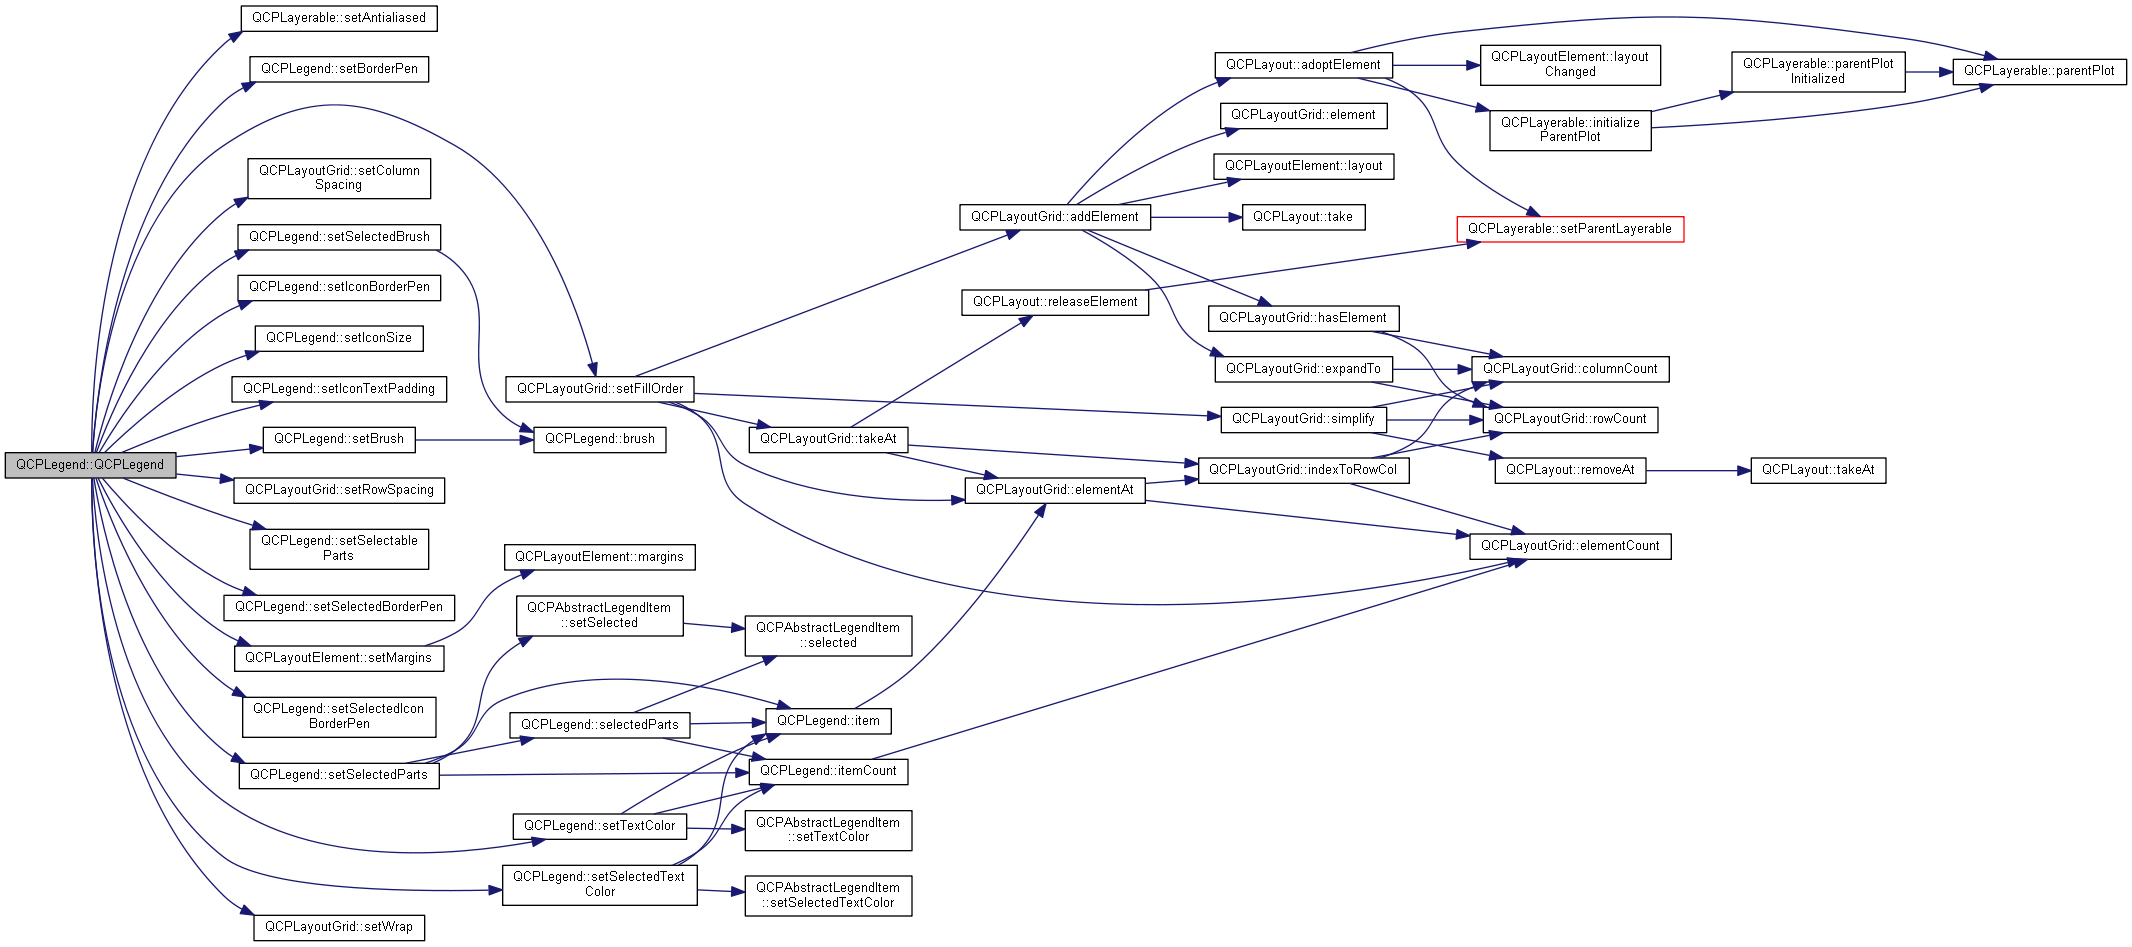 QCPLegend::QCPLegend
QCPLayerable::setAntialiased
QCPLegend::setBorderPen
QCPLayoutGrid::setColumn
Spacing
QCPLegend::setSelectedBrush
QCPLegend::setIconBorderPen
QCPLegend::setIconSize
QCPLegend::setIconTextPadding
QCPLegend::setBrush
QCPLayoutGrid::setRowSpacing
QCPLegend::setSelectable
Parts
QCPLegend::setSelectedBorderPen
QCPLayoutElement::setMargins
QCPLegend::setSelectedIcon
BorderPen
QCPLegend::setSelectedParts
QCPLayoutGrid::setWrap
QCPLayoutGrid::setFillOrder
QCPLegend::brush
QCPLayoutElement::margins
QCPAbstractLegendItem
::setSelected
QCPLegend::selectedParts
QCPLegend::setTextColor
QCPLegend::setSelectedText
Color
QCPLayoutGrid::takeAt
QCPAbstractLegendItem
::selected
QCPLegend::item
QCPLegend::itemCount
QCPAbstractLegendItem
::setTextColor
QCPAbstractLegendItem
::setSelectedTextColor
QCPLayoutGrid::addElement
QCPLayout::releaseElement
QCPLayoutGrid::elementAt
QCPLayout::adoptElement
QCPLayoutGrid::element
QCPLayoutElement::layout
QCPLayout::take
QCPLayoutGrid::hasElement
QCPLayoutGrid::expandTo
QCPLayoutGrid::simplify
QCPLayoutGrid::indexToRowCol
QCPLayoutElement::layout
Changed
QCPLayerable::initialize
ParentPlot
QCPLayerable::setParentLayerable
QCPLayoutGrid::columnCount
QCPLayoutGrid::rowCount
QCPLayout::removeAt
QCPLayoutGrid::elementCount
QCPLayerable::parentPlot
Initialized
QCPLayout::takeAt
QCPLayerable::parentPlot